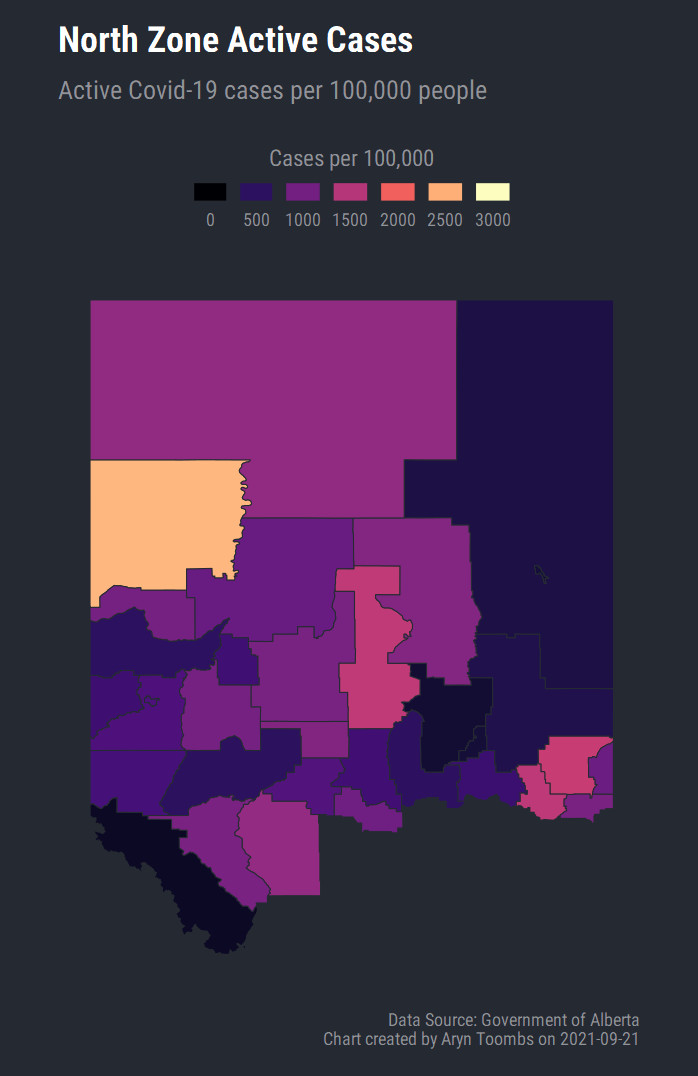 North Zone Active Cases
Active Covid-19 cases per 100,000 people
Cases per 100,000
0 500 1000 1500 2000 2500 3000
Data Source: Government of Alberta
Chart created by Aryn Toombs on 2021-09-21